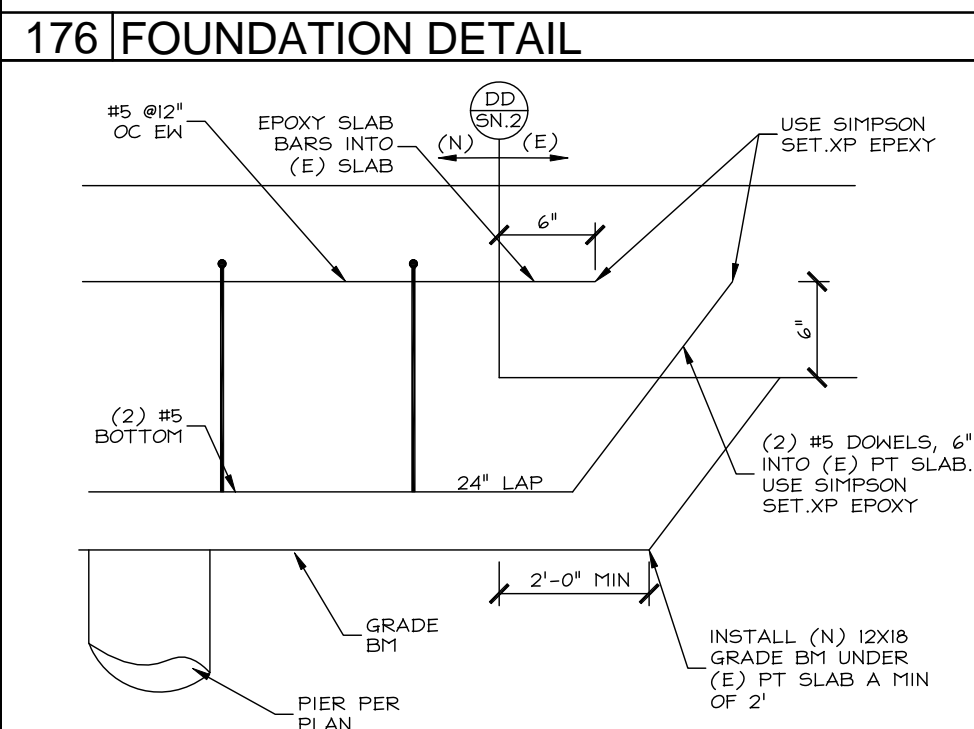 176 FOUNDATION DETAIL
#5 @12"
OC EW
EPOXY SLAB
BARS INTO
(E) SLAB
DD
SN.2
(N)
(E)
USE SIMPSON
SET.XP EPEXY
6"
6"
(2) #5
BOTTOM
24" LAP
(2) #5 DOWELS, 6"
INTO (E) PT SLAB.
USE SIMPSON
SET.XP EPOXY
2'-0" MIN
GRADE
BM
INSTALL (N) 12X18
GRADE BM UNDER
(E) PT SLAB A MIN
OF 2'
PIER PER
PLAN